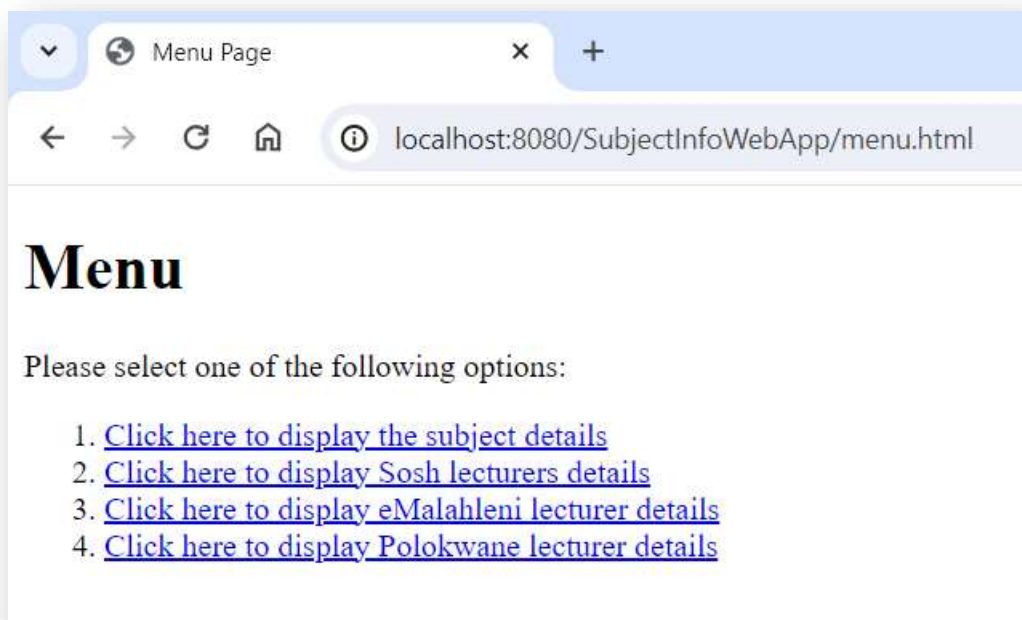 Menu Page
localhost:8080/SubjectInfoWebApp/menu.html
Menu
Please select one of the following options:
1. Click here to display the subject details
2. Click here to display Sosh lecturers details
3. Click here to display eMalahleni lecturer details
4. Click here to display Polokwane lecturer details